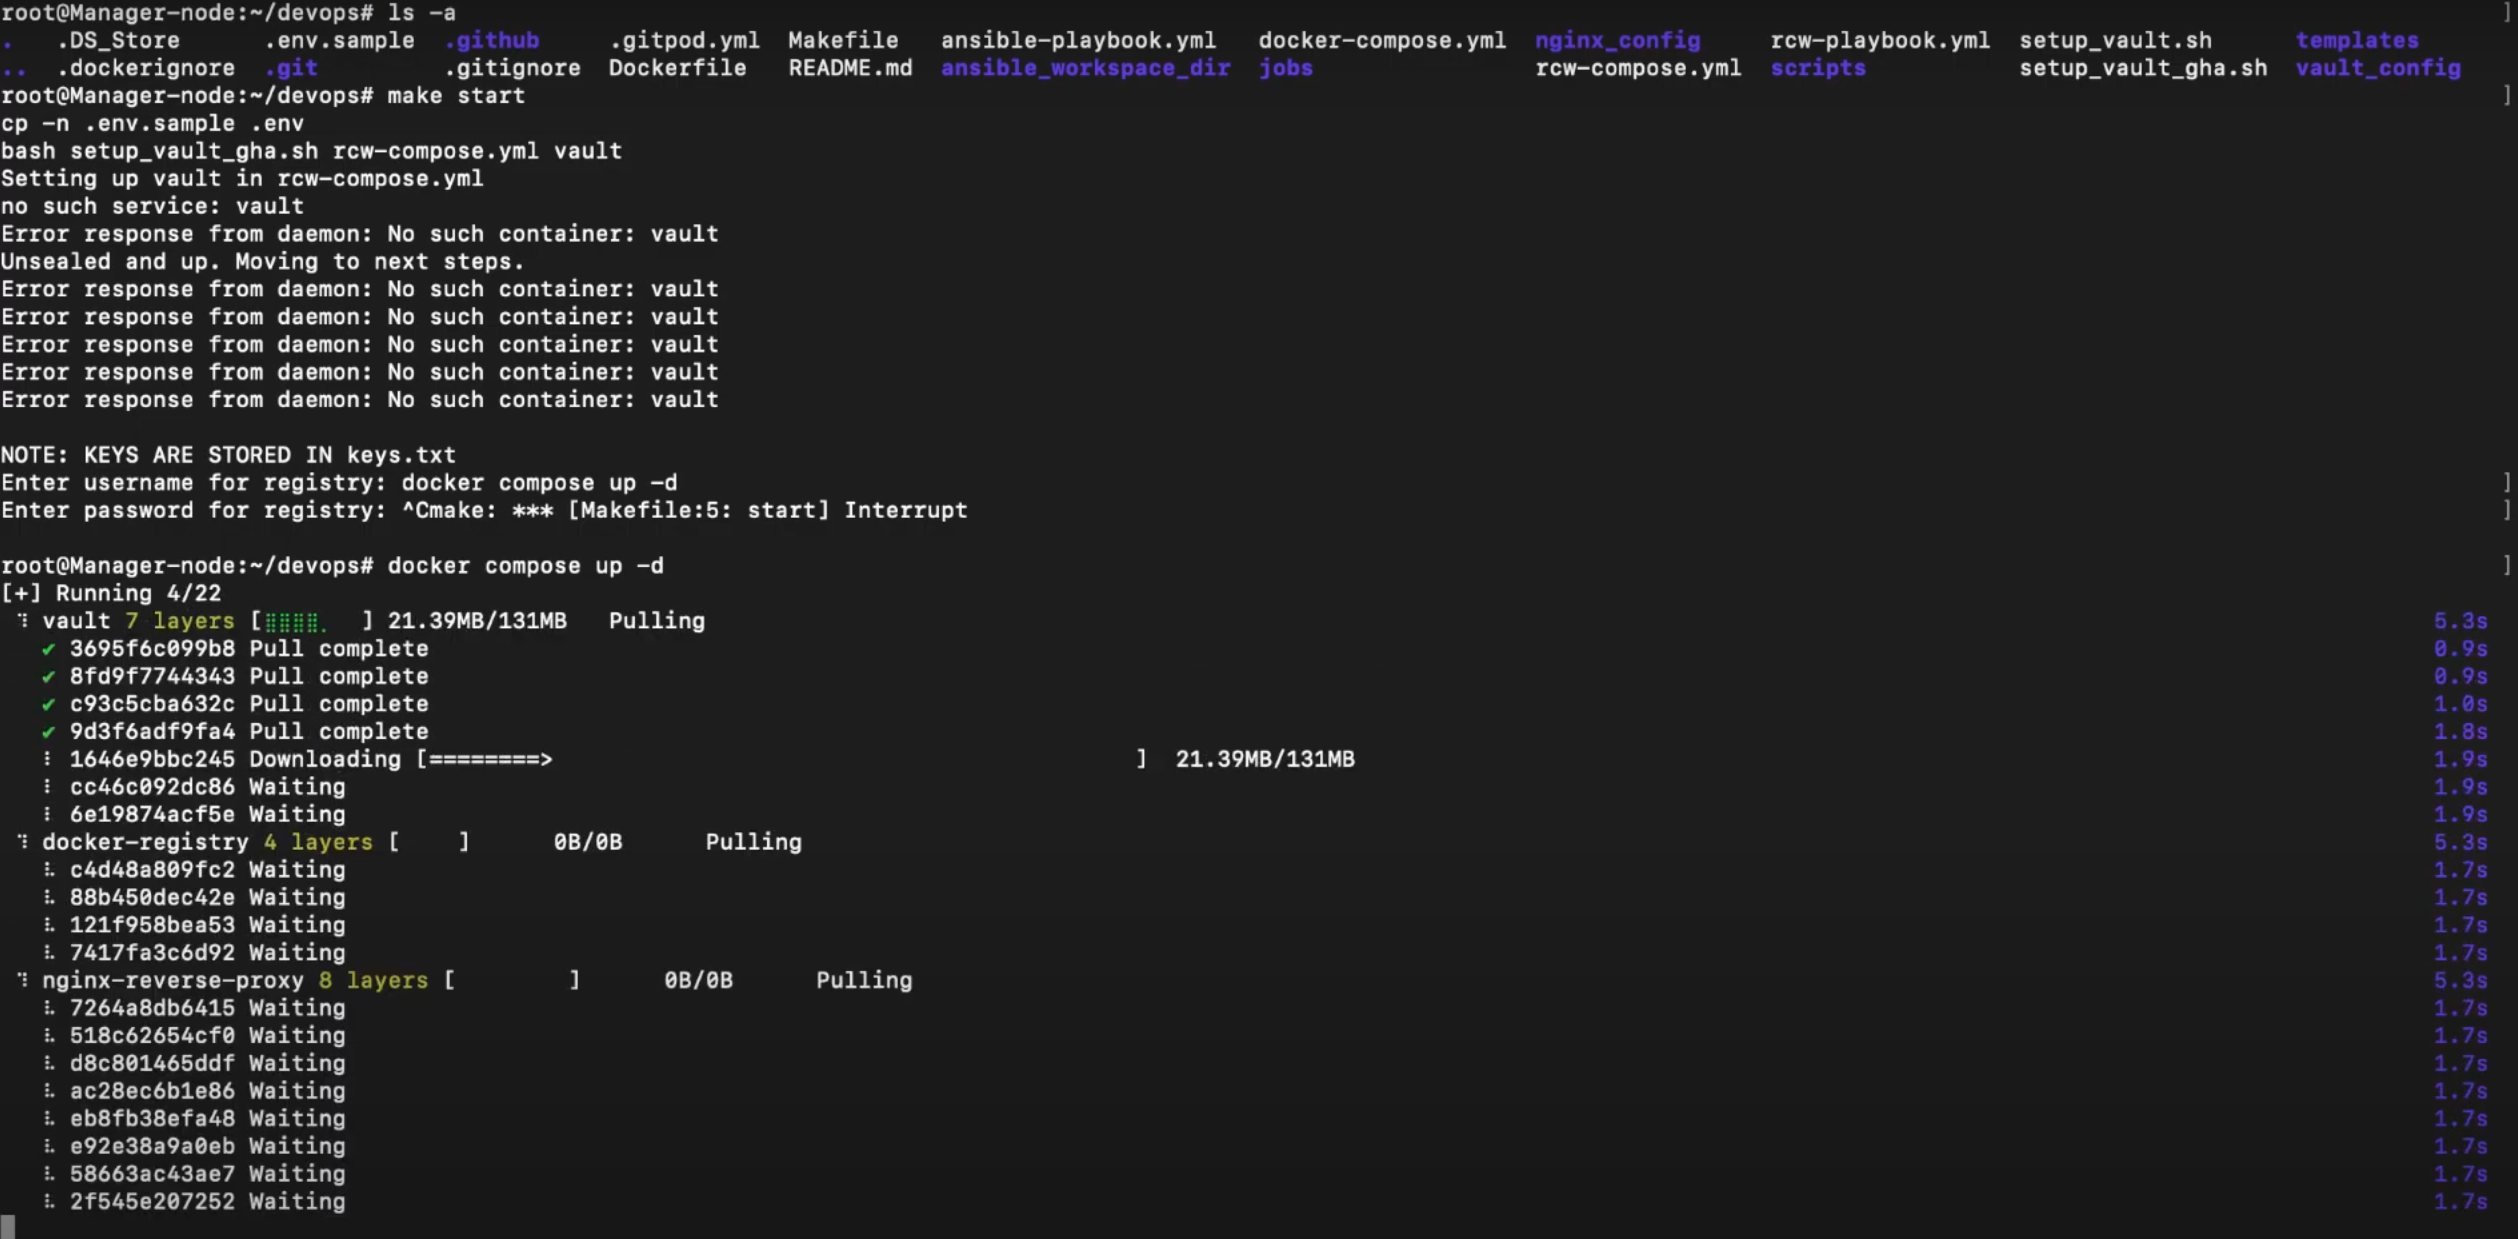 root@Manager-node:~/devops# ls -a ]
. .DS_Store .env.sample .github .gitpod.yml Makefile ansible-playbook.yml docker-compose.yml nginx_config rcw-playbook.yml setup_vault.sh templates
.. .dockerignore .git .gitignore Dockerfile README.md ansible_workspace_dir jobs rcw-compose.yml scripts setup_vault_gha.sh vault_config
root@Manager-node:~/devops# make start ]
cp -n .env.sample .env
bash setup_vault_gha.sh rcw-compose.yml vault
Setting up vault in rcw-compose.yml
no such service: vault
Error response from daemon: No such container: vault
Unsealed and up. Moving to next steps.
Error response from daemon: No such container: vault
Error response from daemon: No such container: vault
Error response from daemon: No such container: vault
Error response from daemon: No such container: vault
Error response from daemon: No such container: vault
NOTE: KEYS ARE STORED IN keys.txt
Enter username for registry: docker compose up -d ]
Enter password for registry: ^Cmake: *** [Makefile:5: start] Interrupt ]
root@Manager-node:~/devops# docker compose up -d ]
[+] Running 4/22
⠹ vault 7 layers [⣿⣿⣿⣿⡀  ] 21.39MB/131MB Pulling 5.3s
✔ 3695f6c099b8 Pull complete 0.9s
✔ 8fd9f7744343 Pull complete 0.9s
✔ c93c5cba632c Pull complete 1.0s
✔ 9d3f6adf9fa4 Pull complete 1.8s
⠸ 1646e9bbc245 Downloading [========> ] 21.39MB/131MB 1.9s
⠸ cc46c092dc86 Waiting 1.9s
⠸ 6e19874acf5e Waiting 1.9s
⠹ docker-registry 4 layers [    ] 0B/0B Pulling 5.3s
⠧ c4d48a809fc2 Waiting 1.7s
⠧ 88b450dec42e Waiting 1.7s
⠧ 121f958bea53 Waiting 1.7s
⠧ 7417fa3c6d92 Waiting 1.7s
⠹ nginx-reverse-proxy 8 layers [        ] 0B/0B Pulling 5.3s
⠧ 7264a8db6415 Waiting 1.7s
⠧ 518c62654cf0 Waiting 1.7s
⠧ d8c801465ddf Waiting 1.7s
⠧ ac28ec6b1e86 Waiting 1.7s
⠧ eb8fb38efa48 Waiting 1.7s
⠧ e92e38a9a0eb Waiting 1.7s
⠧ 58663ac43ae7 Waiting 1.7s
⠧ 2f545e207252 Waiting 1.7s